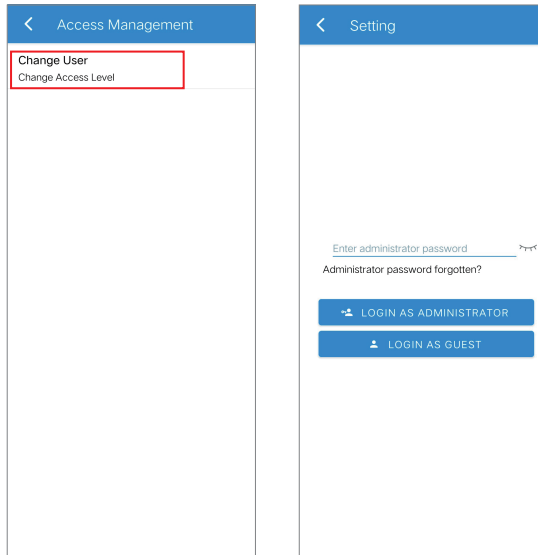 Access Management
Change User
Change Access Level
Setting
Enter administrator password
Administrator password forgotten?
LOGIN AS ADMINISTRATOR
LOGIN AS GUEST